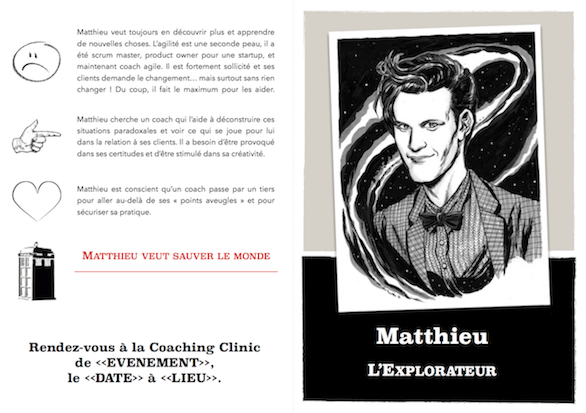 Matthieu veut toujours en découvrir plus et apprendre
de nouvelles choses. L'agilité est une seconde peau, il a
été scrum master, product owner pour une startup, et
maintenant coach agile. Il est fortement sollicité et ses
clients demande le changement... mais surtout sans rien
changer ! Du coup, il fait le maximum pour les aider.
Matthieu cherche un coach qui l'aide à déconstruire ces
situations paradoxales et voir ce qui se joue pour lui
dans la relation à ses clients. Il a besoin d'être provoqué
dans ses certitudes et d'être stimulé dans sa créativité.
Matthieu est conscient qu'un coach passe par un tiers
pour aller au-delà de ses « points aveugles » et pour
sécuriser sa pratique.
MATTHIEU VEUT SAUVER LE MONDE
Rendez-vous à la Coaching Clinic
de <<EVENEMENT>>,
le <<DATE>> à <<LIEU>>.
Matthieu
L'EXPLORATEUR